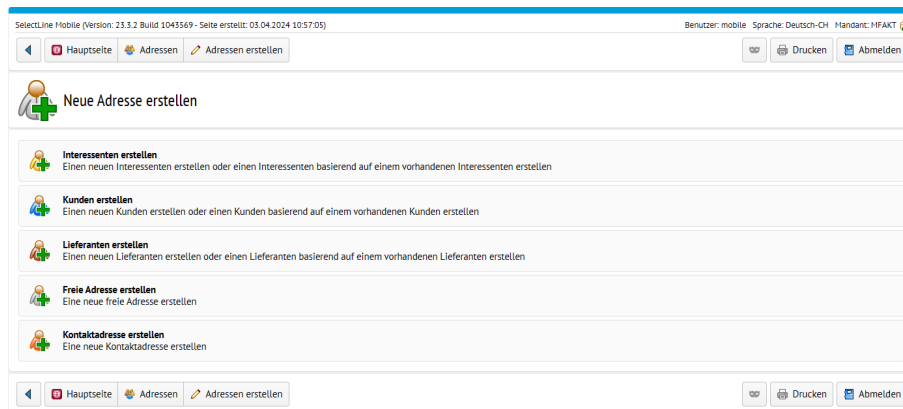 SelectLine Mobile (Version: 23.3.2 Build 1043569 - Seite erstellt: 03.04.2024 10:57:05) Benutzer: mobile Sprache: Deutsch-CH Mandant: MFAKT
Hauptseite Adressen Adressen erstellen Drucken Abmelden
Neue Adresse erstellen
Interessenten erstellen
Einen neuen Interessenten erstellen oder einen Interessenten basierend auf einem vorhandenen Interessenten erstellen
Kunden erstellen
Einen neuen Kunden erstellen oder einen Kunden basierend auf einem vorhandenen Kunden erstellen
Lieferanten erstellen
Einen neuen Lieferanten erstellen oder einen Lieferanten basierend auf einem vorhandenen Lieferanten erstellen
Freie Adresse erstellen
Eine neue freie Adresse erstellen
Kontaktadresse erstellen
Eine neue Kontaktadresse erstellen
Hauptseite Adressen Adressen erstellen Drucken Abmelden